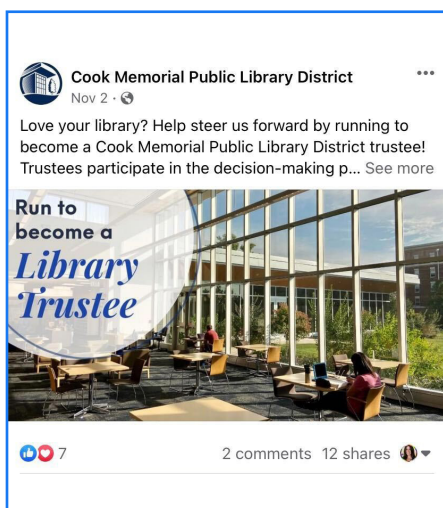 Cook Memorial Public Library District
Nov 2 ·
Love your library? Help steer us forward by running to
become a Cook Memorial Public Library District trustee!
Trustees participate in the decision-making p... See more
Run to
become a
Library
Trustee
7
2 comments 12 shares